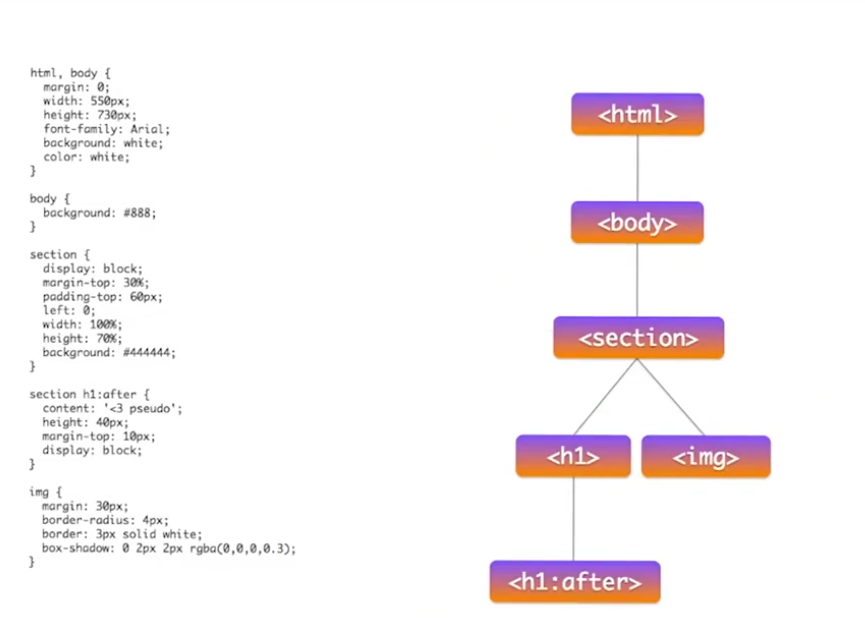 html, body {
margin: 0;
width: 550px;
height: 730px;
font-family: Arial;
background: white;
color: white;
}
body {
background: #888;
}
section {
display: block;
margin-top: 30%;
padding-top: 60px;
left: 0;
width: 100%;
height: 70%;
background: #444444;
}
section h1:after {
content: '<3 pseudo';
height: 40px;
margin-top: 10px;
display: block;
}
img {
margin: 30px;
border-radius: 4px;
border: 3px solid white;
box-shadow: 0 2px 2px rgba(0,0,0,0.3);
}
<html>
<body>
<section>
<h1>
<img>
<h1:after>